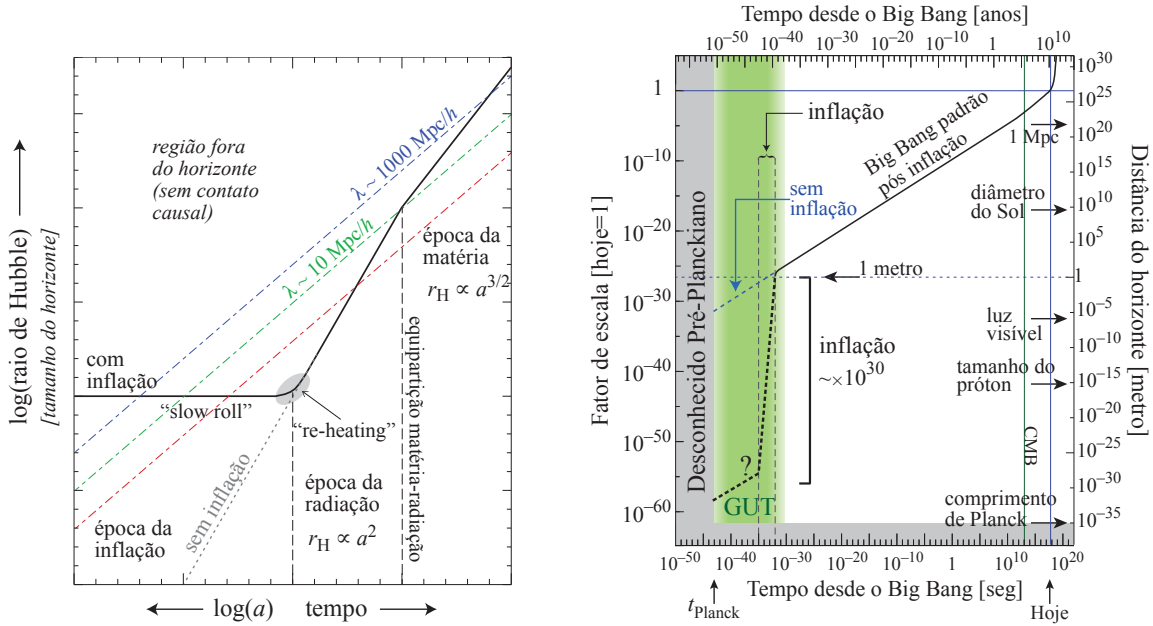 log(raio de Hubble)
[tamanho do horizonte]
região fora
do horizonte
(sem contato
causal)
λ ~ 1000 Mpc/h
λ ~ 10 Mpc/h
época da
matéria
r_H ∝ a^{3/2}
com
inflação
“slow roll”
“re-heating”
equipartição matéria-radiação
sem inflação
época da
radiação
r_H ∝ a^2
época da
inflação
log(a) tempo
Tempo desde o Big Bang [anos]
10^{−50} 10^{−40} 10^{−30} 10^{−20} 10^{−10} 1 10^{10}
Fator de escala [hoje=1]
1
10^{−10}
10^{−20}
10^{−30}
10^{−40}
10^{−50}
10^{−60}
Desconhecido Pré-Planckiano
inflação
Big Bang padrão
pós inflação
sem
inflação
1 metro
inflação
~×10^{30}
?
GUT
1 Mpc
diâmetro
do Sol
luz
visível
tamanho do
próton
CMB
comprimento
de Planck
10^{30}
10^{25}
10^{20}
10^{15}
10^{10}
10^5
1
10^{−5}
10^{−10}
10^{−15}
10^{−20}
10^{−25}
10^{−30}
10^{−35}
Distância do horizonte [metro]
10^{−50} 10^{−40} 10^{−30} 10^{−20} 10^{−10} 1 10^{10} 10^{20}
Tempo desde o Big Bang [seg]
t_Planck
Hoje